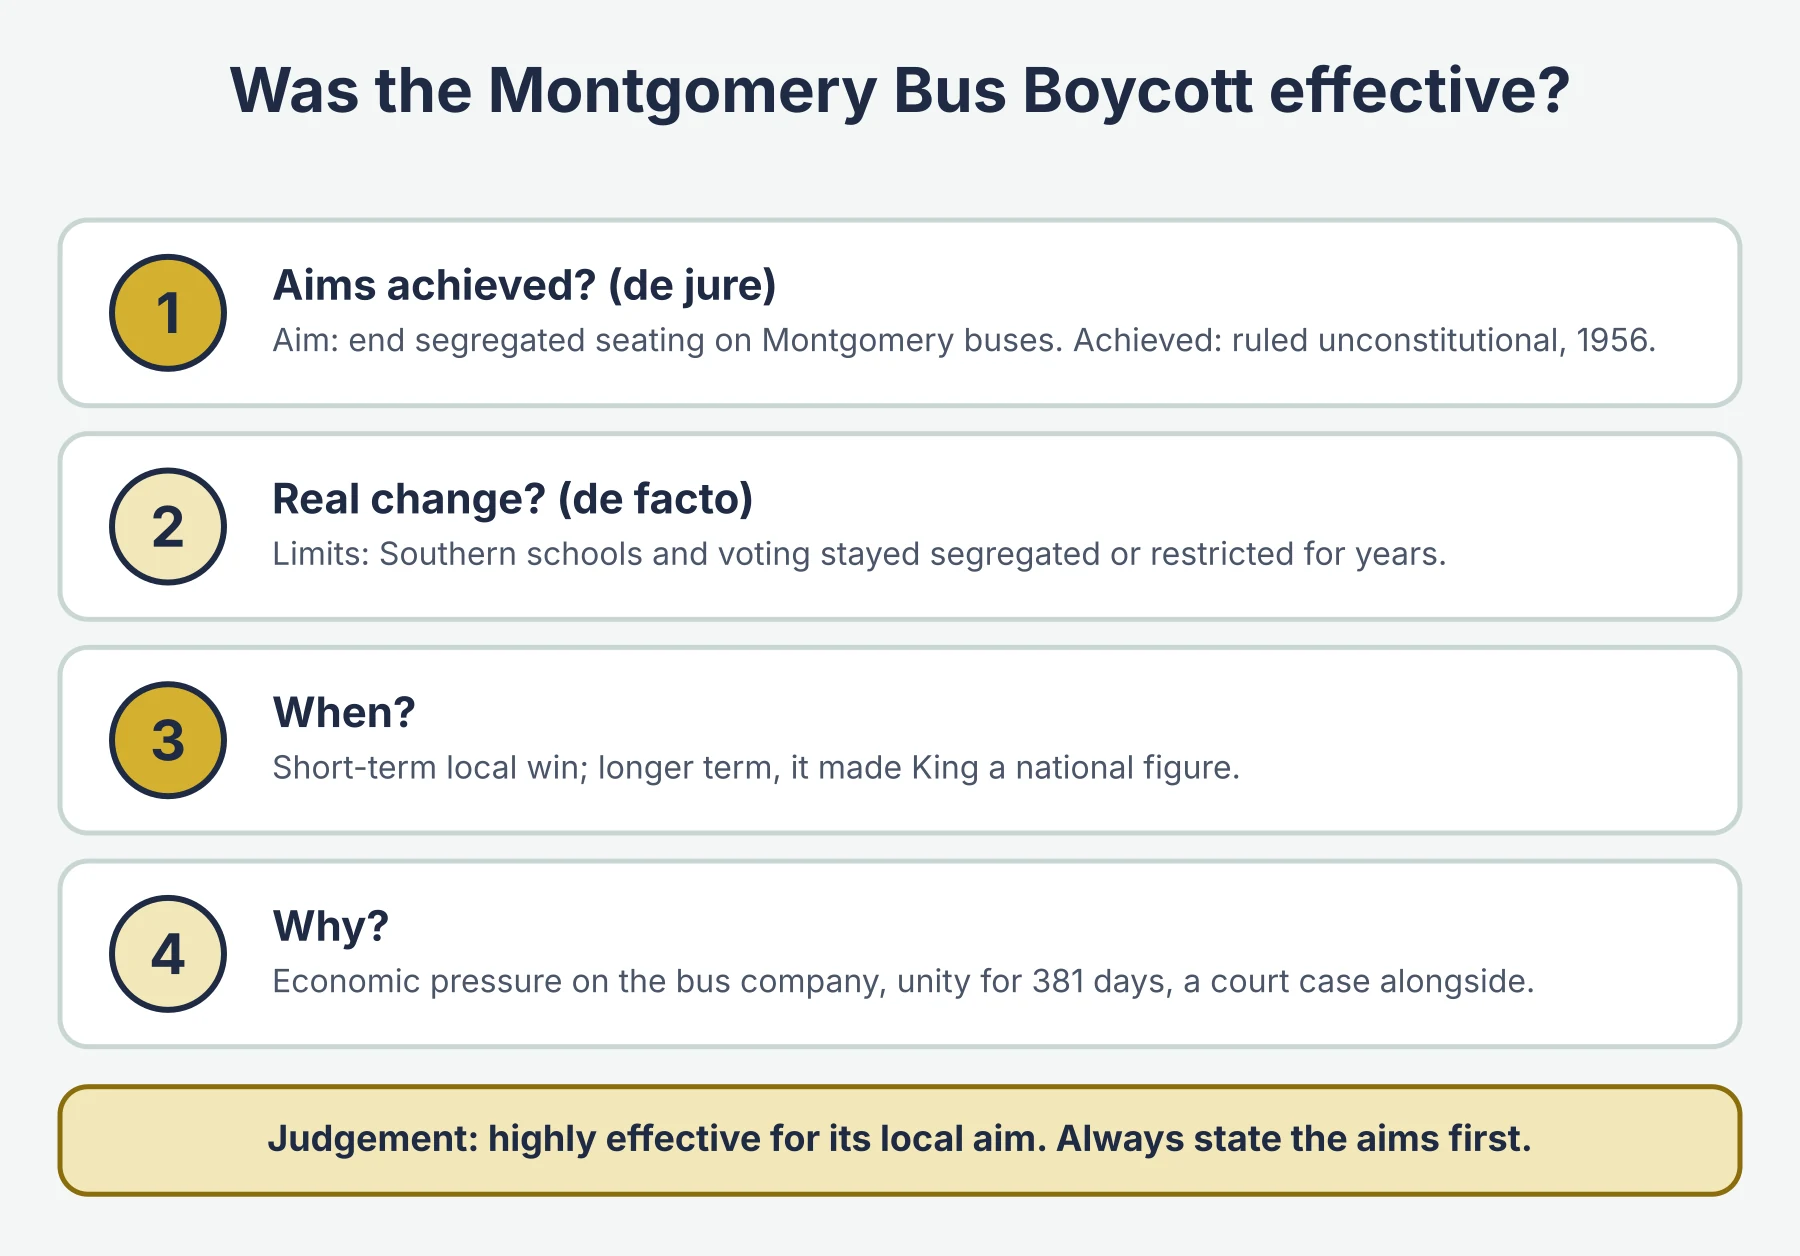 Was the Montgomery Bus Boycott effective?
1
Aims achieved? (de jure)
Aim: end segregated seating on Montgomery buses. Achieved: ruled unconstitutional, 1956.
2
Real change? (de facto)
Limits: Southern schools and voting stayed segregated or restricted for years.
3
When?
Short-term local win; longer term, it made King a national figure.
4
Why?
Economic pressure on the bus company, unity for 381 days, a court case alongside.
Judgement: highly effective for its local aim. Always state the aims first.